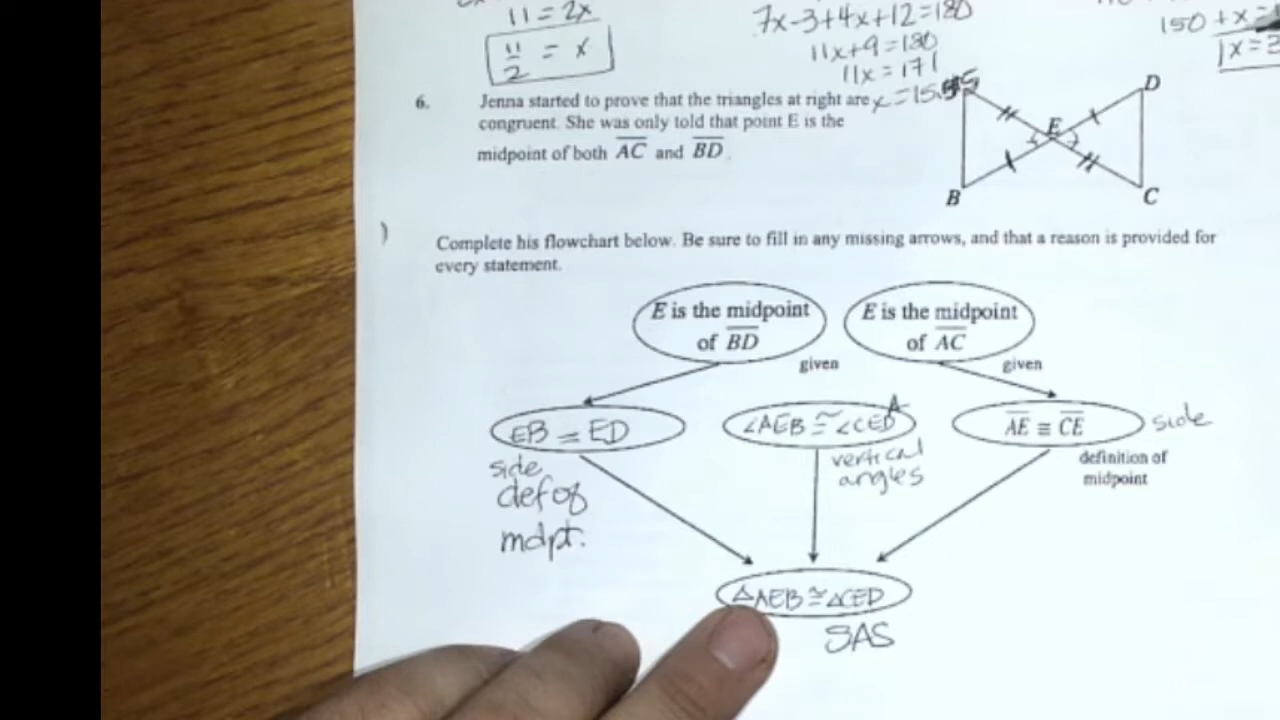 11 = 2x
11/2 = x
7x-3+4x+12=180
11x+9=180
11x=171
150 + x =
x=
6. Jenna started to prove that the triangles at right are
congruent. She was only told that point E is the
midpoint of both AC and BD
D
E
B
C
)
Complete his flowchart below. Be sure to fill in any missing arrows, and that a reason is provided for
every statement.
E is the midpoint
of BD
given
E is the midpoint
of AC
given
EB = ED
side
def of
mdpt.
∠AEB ≅ ∠CED
A
vertical
angles
AE ≅ CE
side
definition of
midpoint
△AEB ≅ △CED
SAS